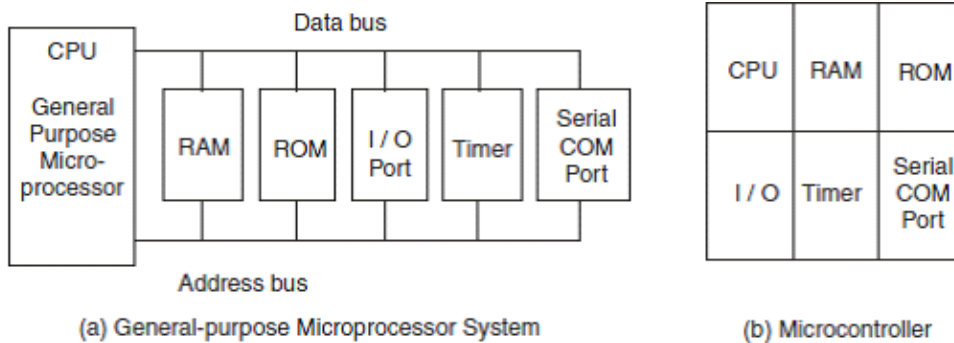 CPU
General
Purpose
Micro-
processor
Data bus
RAM
ROM
I / O
Port
Timer
Serial
COM
Port
Address bus
(a) General-purpose Microprocessor System
CPU
RAM
ROM
I / O
Timer
Serial
COM
Port
(b) Microcontroller